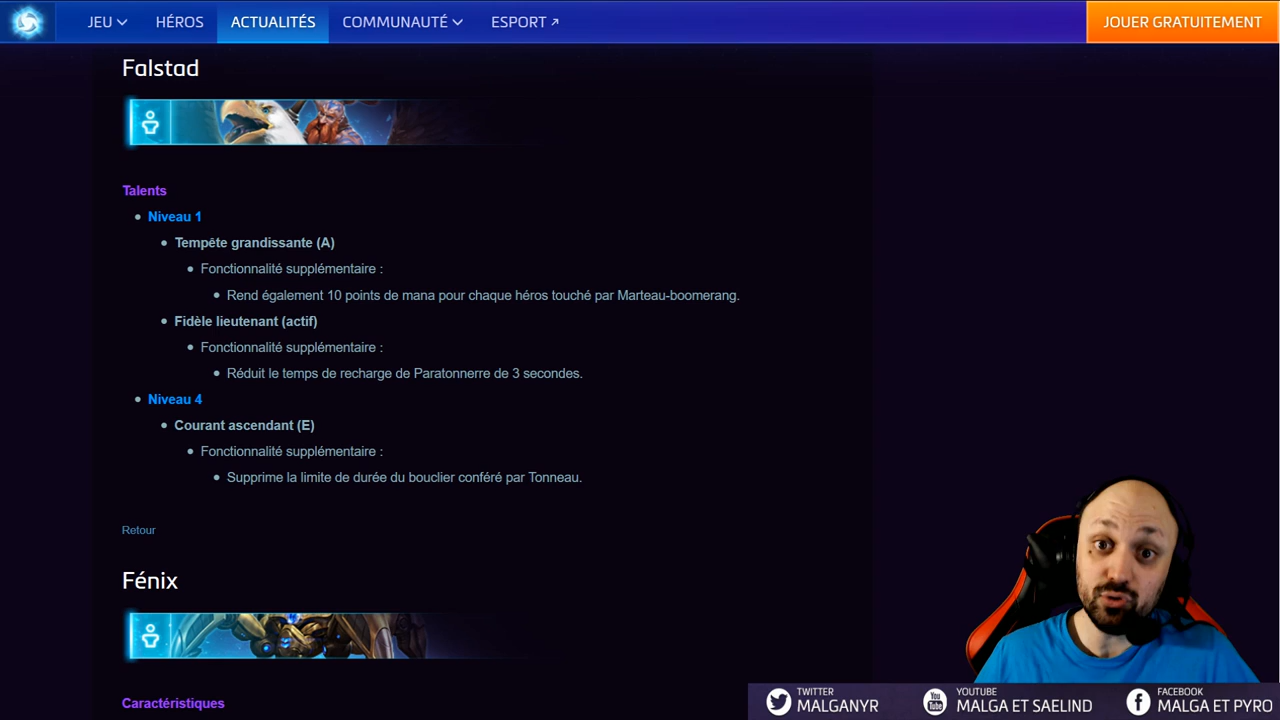 JEU HÉROS ACTUALITÉS COMMUNAUTÉ ESPORT JOUER GRATUITEMENT
Falstad
Talents
Niveau 1
Tempête grandissante (A)
Fonctionnalité supplémentaire :
Rend également 10 points de mana pour chaque héros touché par Marteau-boomerang.
Fidèle lieutenant (actif)
Fonctionnalité supplémentaire :
Réduit le temps de recharge de Paratonnerre de 3 secondes.
Niveau 4
Courant ascendant (E)
Fonctionnalité supplémentaire :
Supprime la limite de durée du bouclier conféré par Tonneau.
Retour
Fénix
Caractéristiques
TWITTER
MALGANYR
You Tube
YOUTUBE
MALGA ET SAELIND
FACEBOOK
MALGA ET PYRO